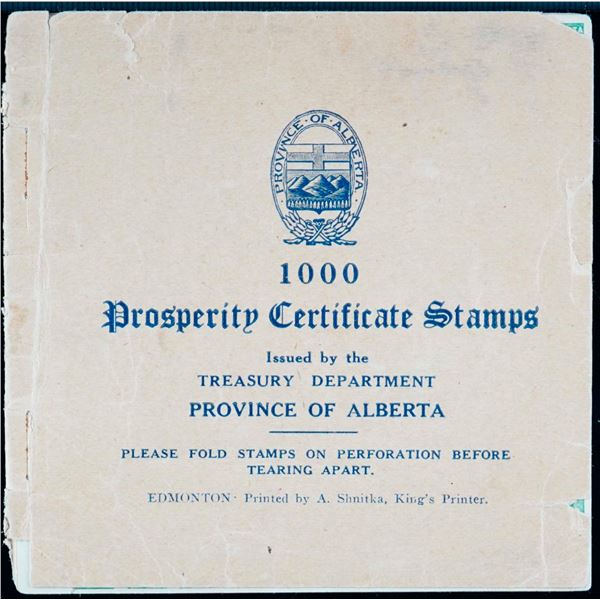 PROVINCE · OF · ALBERTA
1000
Prosperity Certificate Stamps
Issued by the
TREASURY DEPARTMENT
PROVINCE OF ALBERTA
PLEASE FOLD STAMPS ON PERFORATION BEFORE
TEARING APART.
EDMONTON: Printed by A. Shnitka, King's Printer.